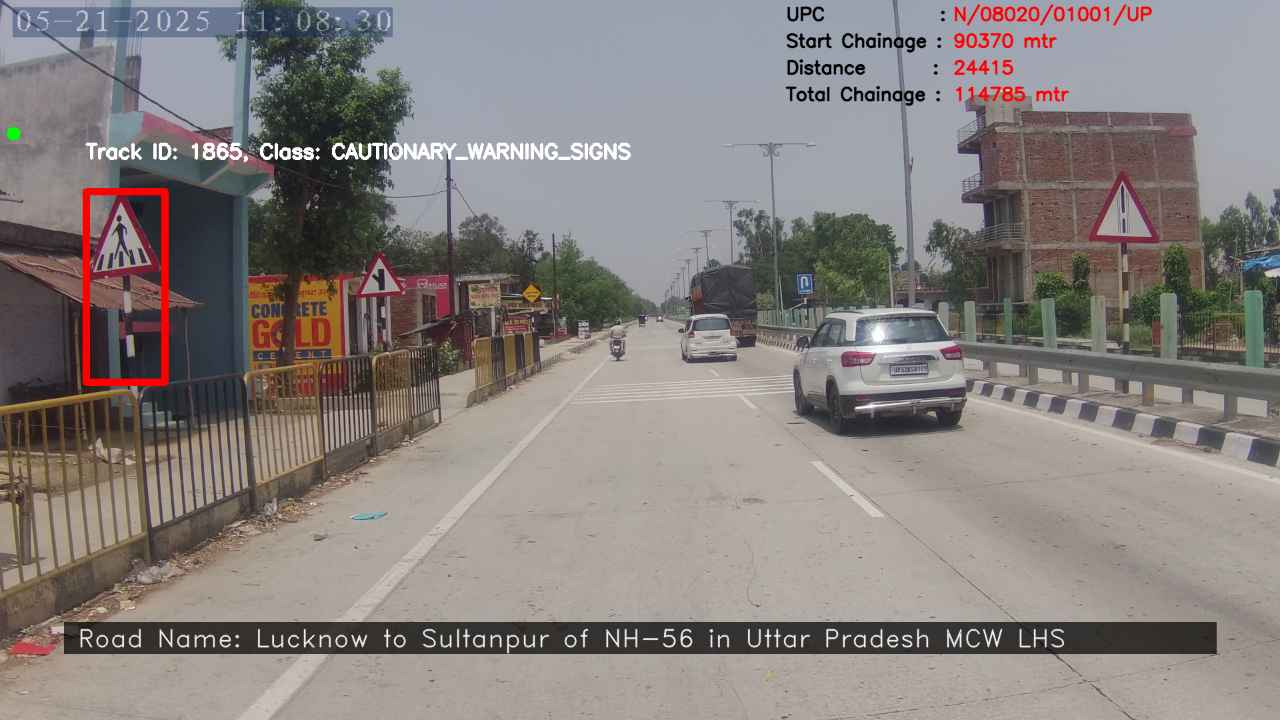 05-21-2025 11:08:30
UPC : N/08020/01001/UP
Start Chainage : 90370 mtr
Distance : 24415
Total Chainage : 114785 mtr
Track ID: 1865, Class: CAUTIONARY_WARNING_SIGNS
CONCRETE
GOLD
CEMENT
Road Name: Lucknow to Sultanpur of NH-56 in Uttar Pradesh MCW LHS